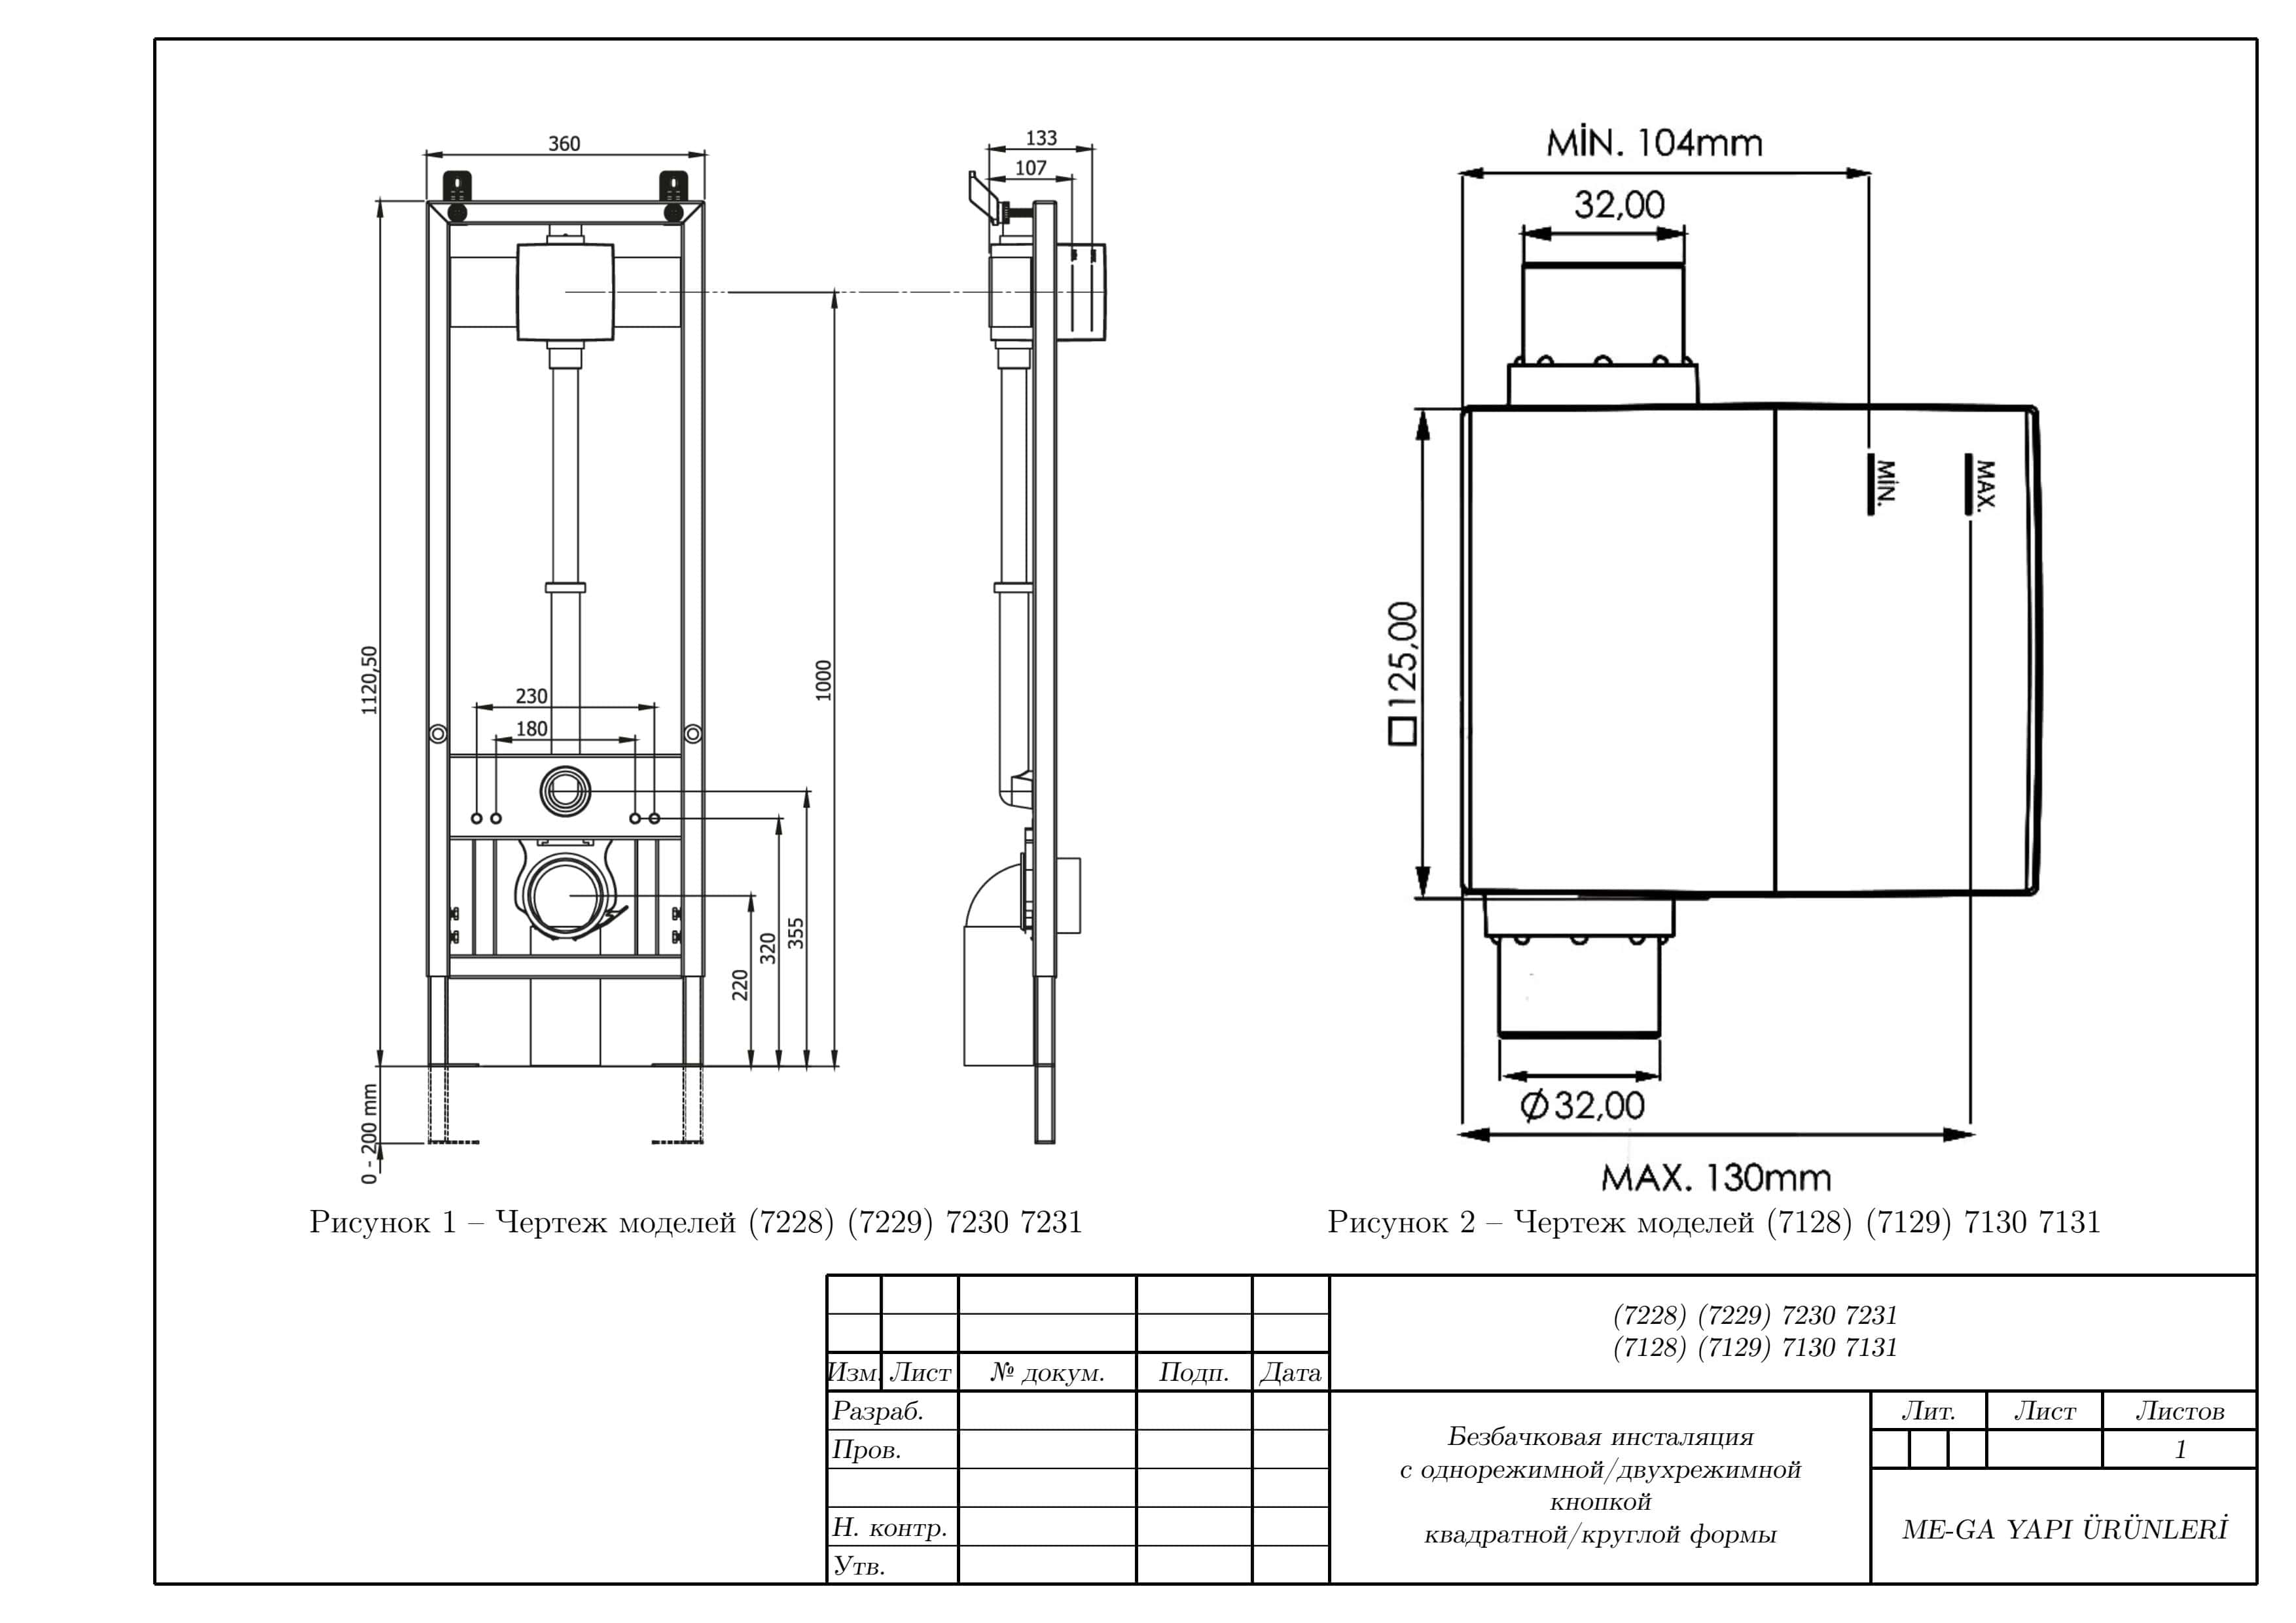 360
133
107
1120,50
1000
230
180
355
320
220
0 - 200 mm
Рисунок 1 – Чертеж моделей (7228) (7229) 7230 7231
MİN. 104mm
32,00
MİN.
MAX.
□125,00
Ø32,00
MAX. 130mm
Рисунок 2 – Чертеж моделей (7128) (7129) 7130 7131
(7228) (7229) 7230 7231
(7128) (7129) 7130 7131
Изм. Лист № докум. Подп. Дата
Разраб.
Пров.
Н. контр.
Утв.
Безбачковая инсталяция
с однорежимной/двухрежимной
кнопкой
квадратной/круглой формы
Лит. Лист Листов
1
ME-GA YAPI ÜRÜNLERİ